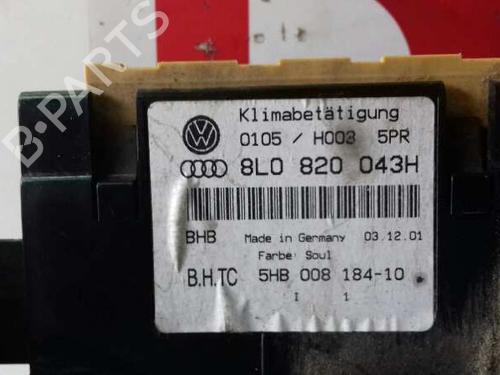 Klimabetätigung
0105 / H003 5PR
8L0 820 043H
BHB Made in Germany 03.12.01
Farbe: Soul
B.H.TC 5HB 008 184-10
I 1
B-PARTS